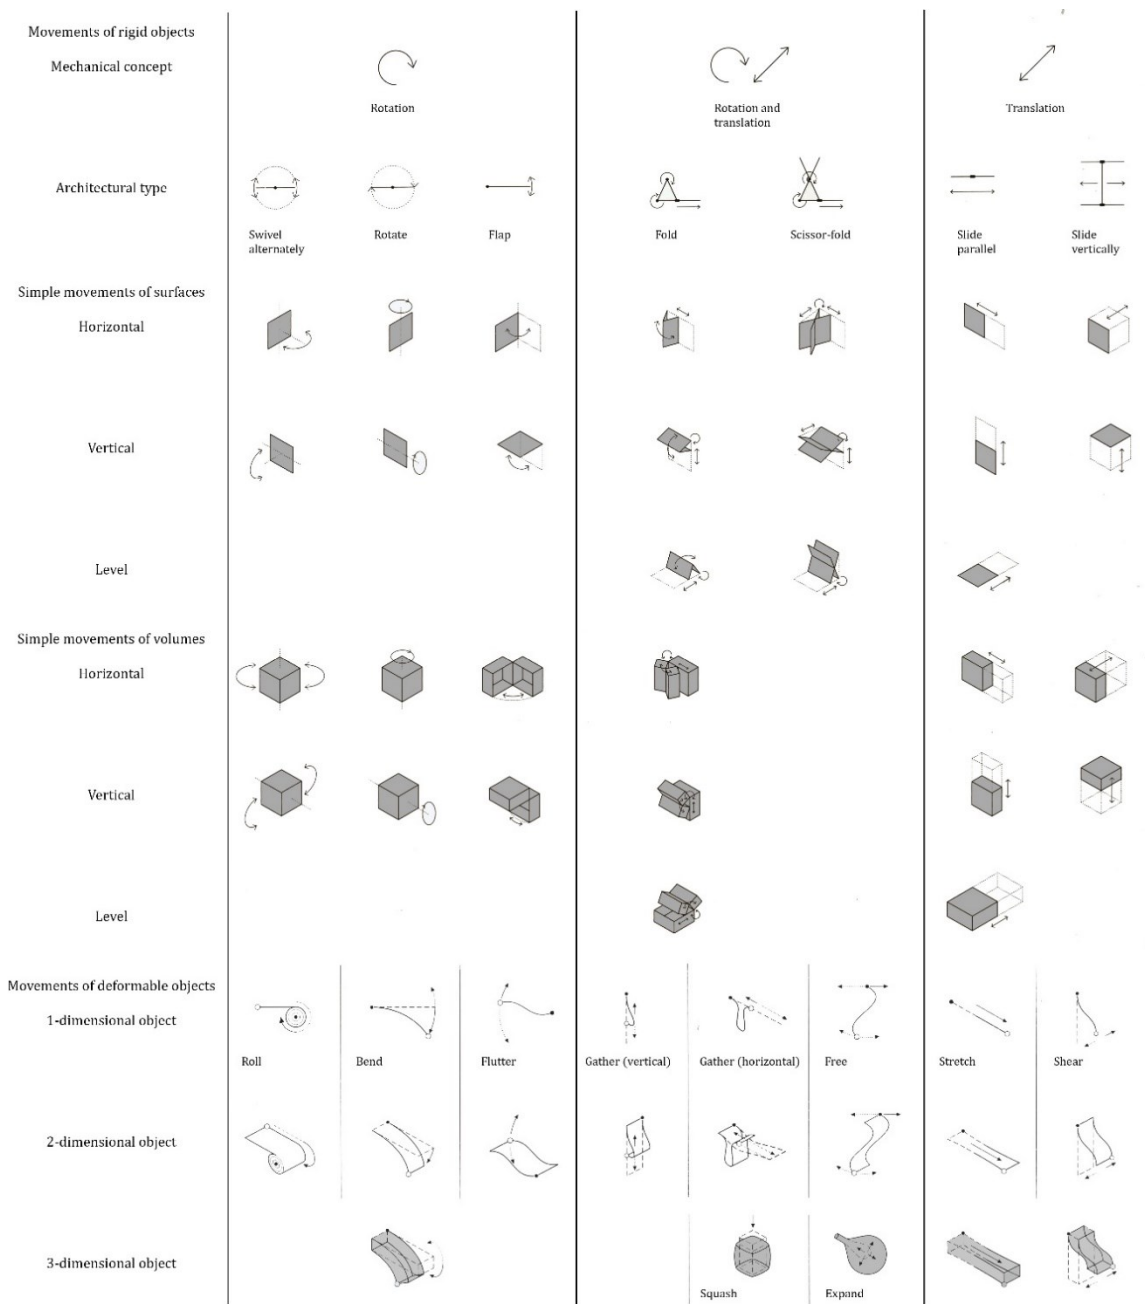 Movements of rigid objects
Mechanical concept
Rotation
Rotation and
translation
Translation
Architectural type
Swivel
alternately
Rotate
Flap
Fold
Scissor-fold
Slide
parallel
Slide
vertically
Simple movements of surfaces
Horizontal
Vertical
Level
Simple movements of volumes
Horizontal
Vertical
Level
Movements of deformable objects
1-dimensional object
Roll
Bend
Flutter
Gather (vertical)
Gather (horizontal)
Free
Stretch
Shear
2-dimensional object
3-dimensional object
Squash
Expand